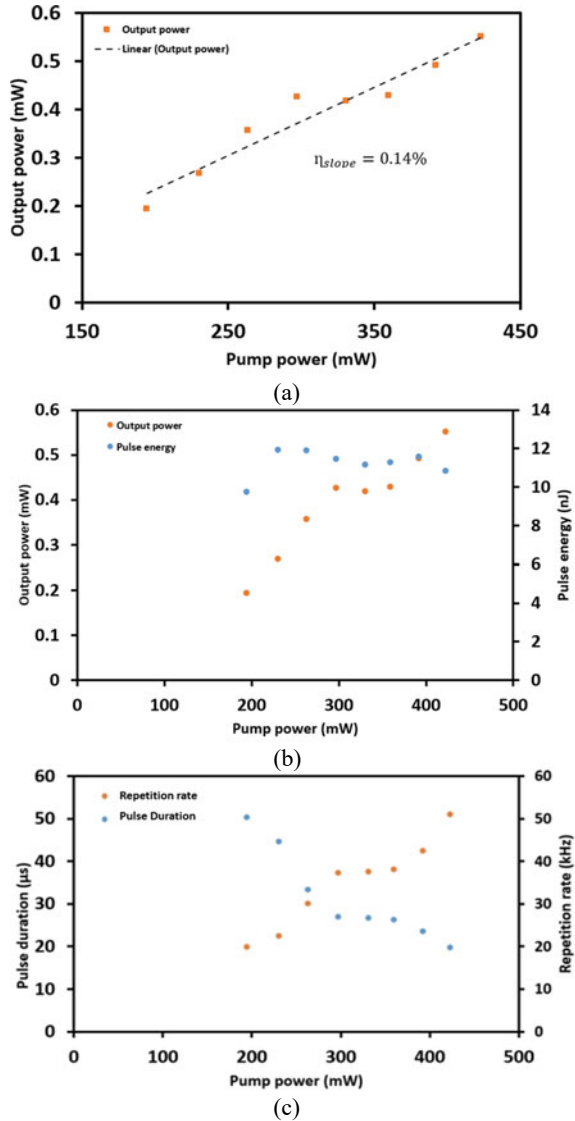 0.6
0.5
0.4
0.3
0.2
0.1
0
Output power (mW)
Output power
Linear (Output power)
η_slope = 0.14%
150
250
350
450
Pump power (mW)
(a)
0.6
0.5
0.4
0.3
0.2
0.1
0
Output power (mW)
Output power
Pulse energy
14
12
10
8
6
4
2
0
Pulse energy (nJ)
0
100
200
300
400
500
Pump power (mW)
(b)
60
50
40
30
20
10
0
Pulse duration (µs)
Repetition rate
Pulse Duration
60
50
40
30
20
10
0
Repetition rate (kHz)
0
100
200
300
400
500
Pump power (mW)
(c)